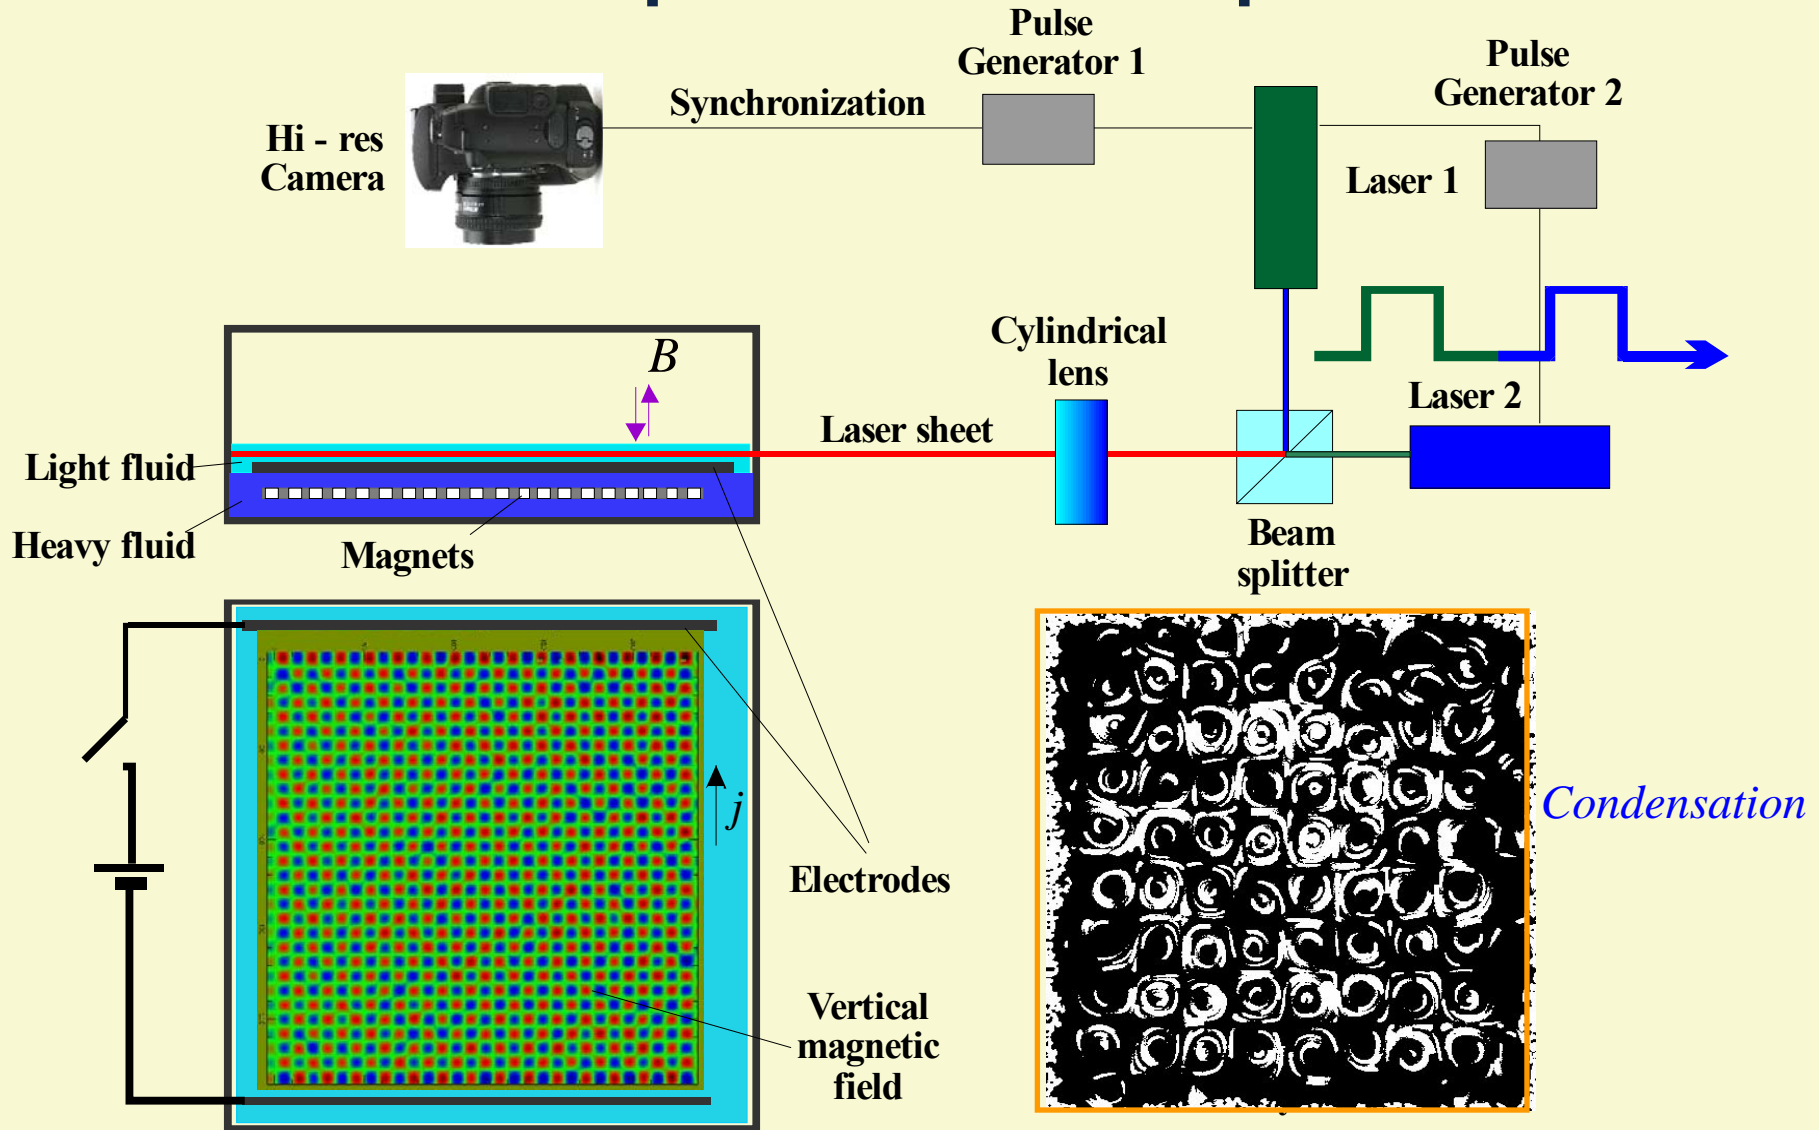 Pulse
Generator 1
Pulse
Generator 2
Synchronization
Hi - res
Camera
Laser 1
Cylindrical
lens
B
Laser 2
Laser sheet
Light fluid
Heavy fluid
Magnets
Beam
splitter
j
Condensation
Electrodes
Vertical
magnetic
field